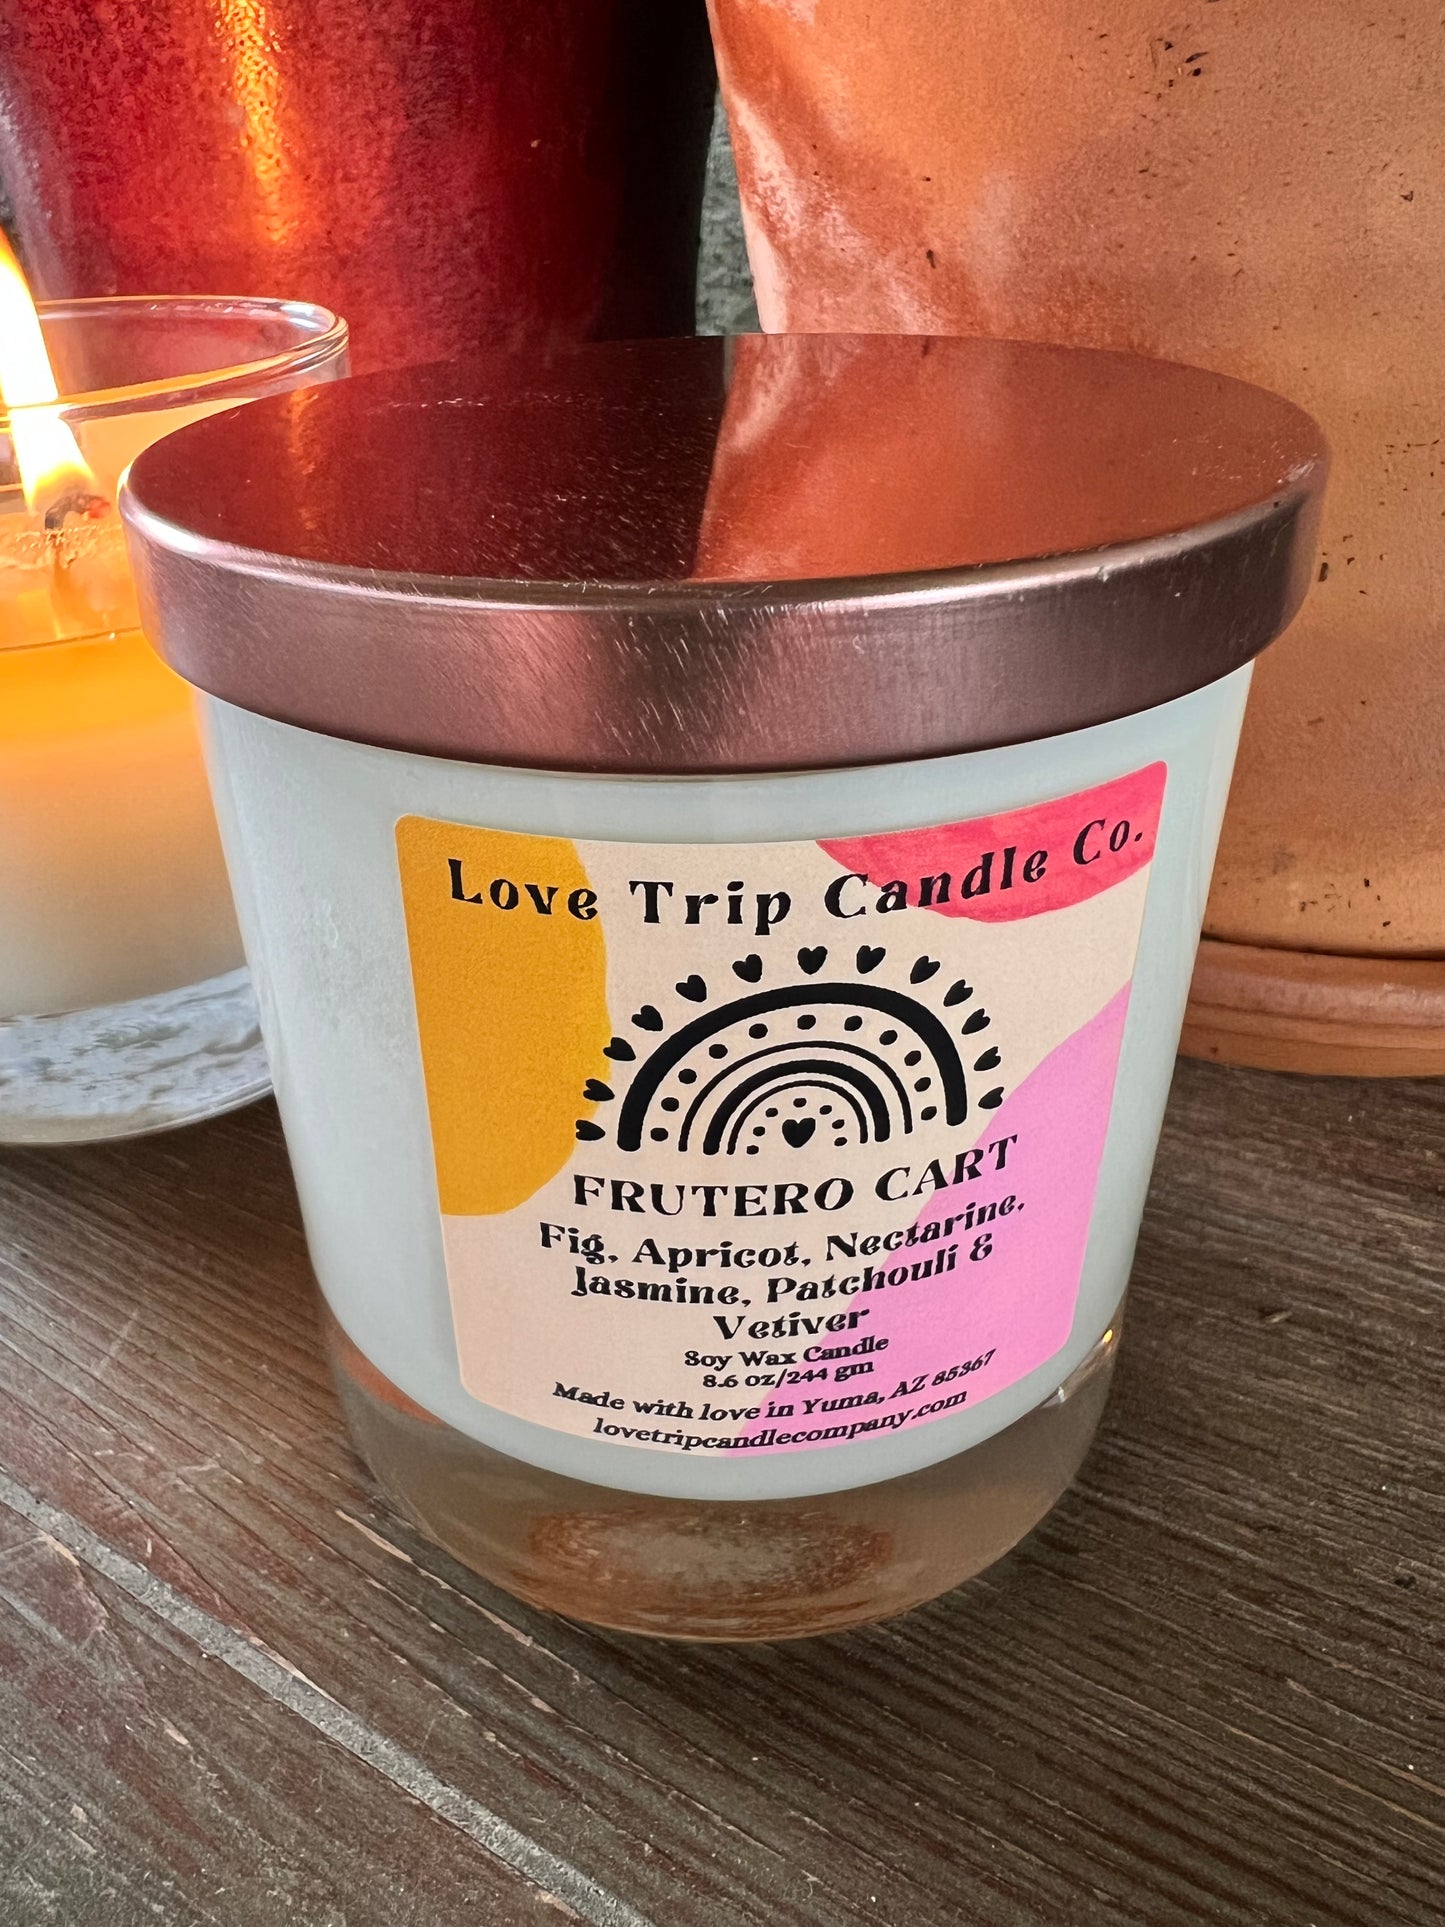 Love Trip Candle Co.
FRUTERO CART
Fig, Apricot, Nectarine,
Jasmine, Patchouli &
Vetiver
Soy Wax Candle
8.6 oz/244 gm
Made with love in Yuma, AZ 85367
lovetripcandlecompany.com